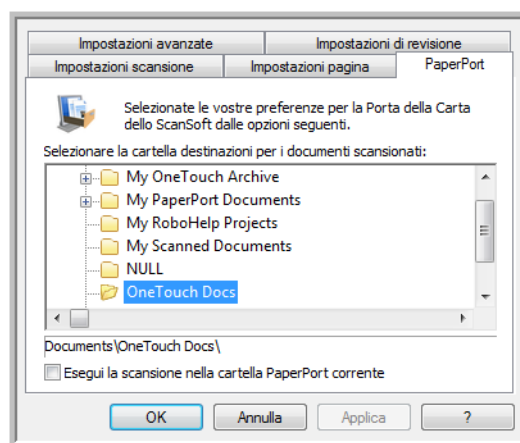 Impostazioni avanzate
Impostazioni di revisione
Impostazioni scansione
Impostazioni pagina
PaperPort
Selezionate le vostre preferenze per la Porta della Carta
dello ScanSoft dalle opzioni seguenti.
Selezionare la cartella destinazioni per i documenti scansionati:
My OneTouch Archive
My PaperPort Documents
My RoboHelp Projects
My Scanned Documents
NULL
OneTouch Docs
Documents\OneTouch Docs\
Esegui la scansione nella cartella PaperPort corrente
OK
Annulla
Applica
?